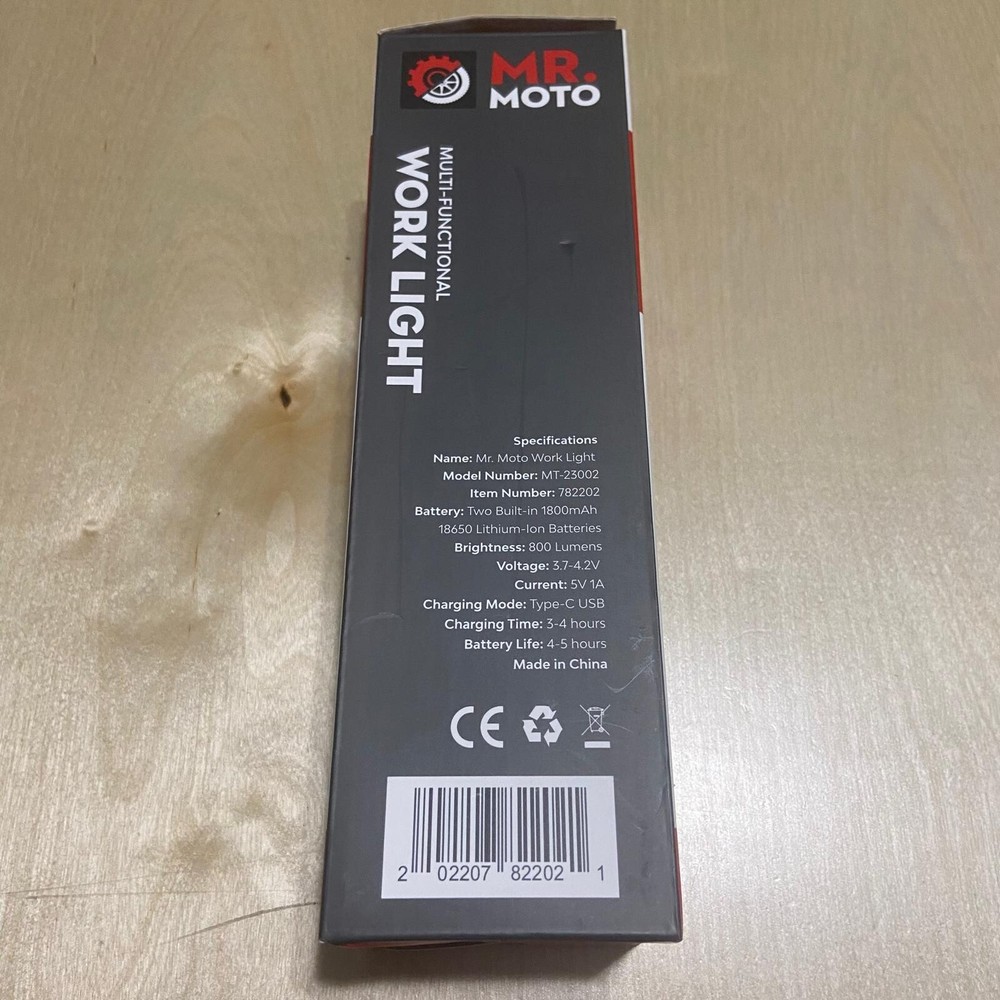 MR.
MOTO
MULTI-FUNCTIONAL
WORK LIGHT
Specifications
Name: Mr. Moto Work Light
Model Number: MT-23002
Item Number: 782202
Battery: Two Built-in 1800mAh
18650 Lithium-Ion Batteries
Brightness: 800 Lumens
Voltage: 3.7-4.2V
Current: 5V 1A
Charging Mode: Type-C USB
Charging Time: 3-4 hours
Battery Life: 4-5 hours
Made in China
CE
2 02207 82202 1